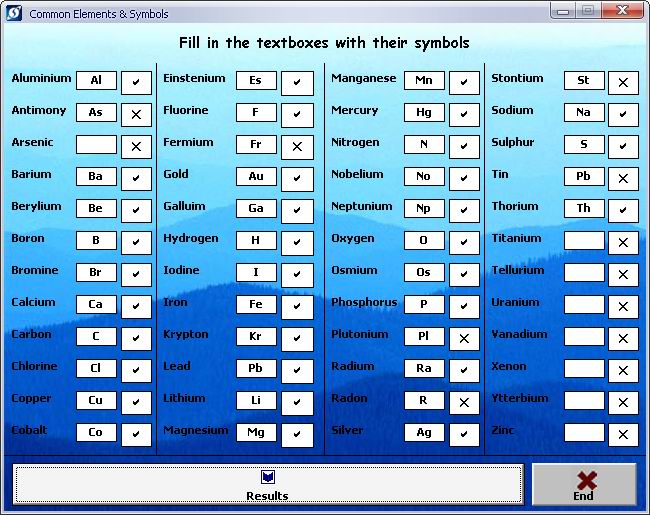 Common Elements & Symbols
Fill in the textboxes with their symbols
Aluminium Al
Antimony As
Arsenic
Barium Ba
Berylium Be
Boron B
Bromine Br
Calcium Ca
Carbon C
Chlorine Cl
Copper Cu
Cobalt Co
Einstenium Es
Fluorine F
Fermium Fr
Gold Au
Galluim Ga
Hydrogen H
Iodine I
Iron Fe
Krypton Kr
Lead Pb
Lithium Li
Magnesium Mg
Manganese Mn
Mercury Hg
Nitrogen N
Nobelium No
Neptunium Np
Oxygen O
Osmium Os
Phosphorus P
Plutonium Pl
Radium Ra
Radon R
Silver Ag
Stontium St
Sodium Na
Sulphur S
Tin Pb
Thorium Th
Titanium
Tellurium
Uranium
Vanadium
Xenon
Ytterbium
Zinc
Results
End